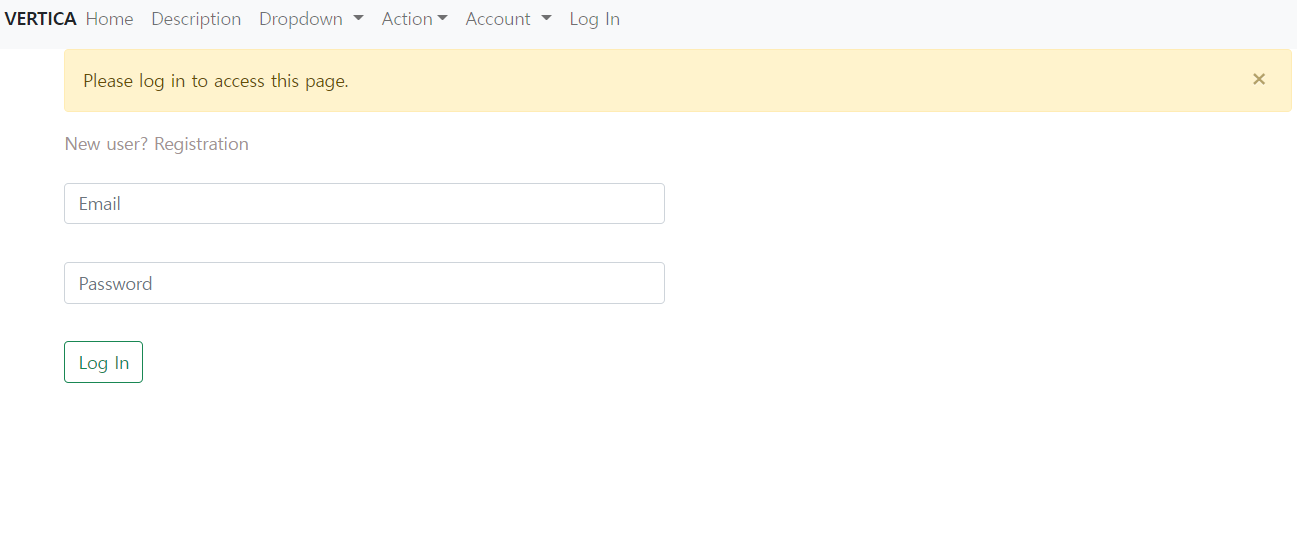 VERTICA Home Description Dropdown Action Account Log In
Please log in to access this page. ×
New user? Registration
Email
Password
Log In